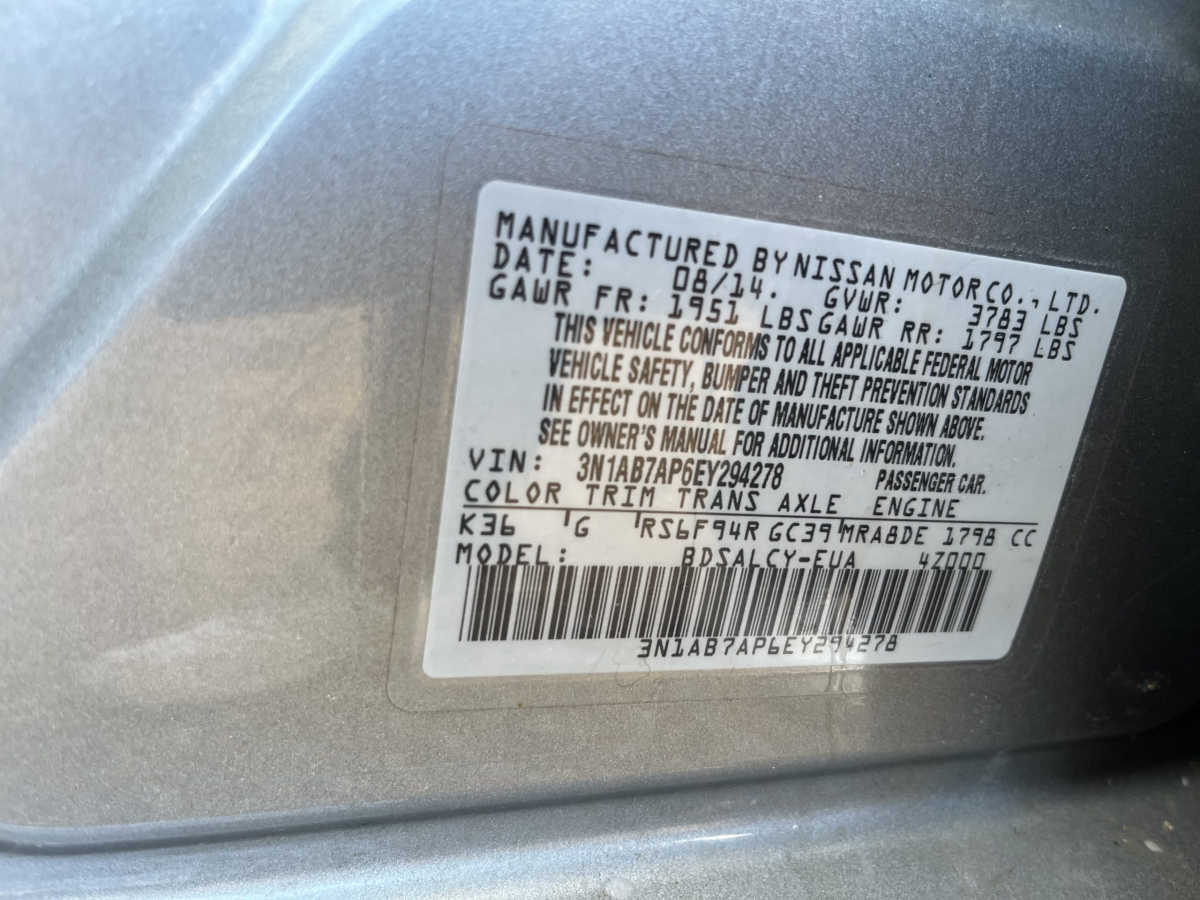 MANUFACTURED BY NISSAN MOTOR CO., LTD.
DATE: 08/14. GVWR: 3783 LBS
GAWR FR: 1951 LBS GAWR RR: 1797 LBS
THIS VEHICLE CONFORMS TO ALL APPLICABLE FEDERAL MOTOR
VEHICLE SAFETY, BUMPER AND THEFT PREVENTION STANDARDS
IN EFFECT ON THE DATE OF MANUFACTURE SHOWN ABOVE.
SEE OWNER'S MANUAL FOR ADDITIONAL INFORMATION.
VIN: 3N1AB7AP6EY294278 PASSENGER CAR.
COLOR TRIM TRANS AXLE ENGINE
K36 G RS6F94R GC39 MRA8DE 1798 CC
MODEL: BDSALCY-EUA 4Z000
3N1AB7AP6EY294278